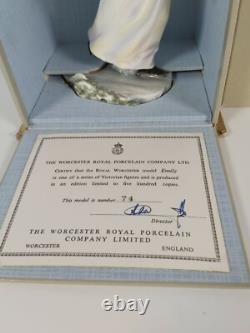 THE WORCESTER ROYAL PORCELAIN COMPANY LTD
CERTIFY that the ROYAL WORCESTER model Emily
is one of a series of Victorian figures and is produced
in an edition limited to five hundred copies.
This model is number 74
Director
THE WORCESTER ROYAL PORCELAIN
COMPANY LIMITED
WORCESTER ENGLAND